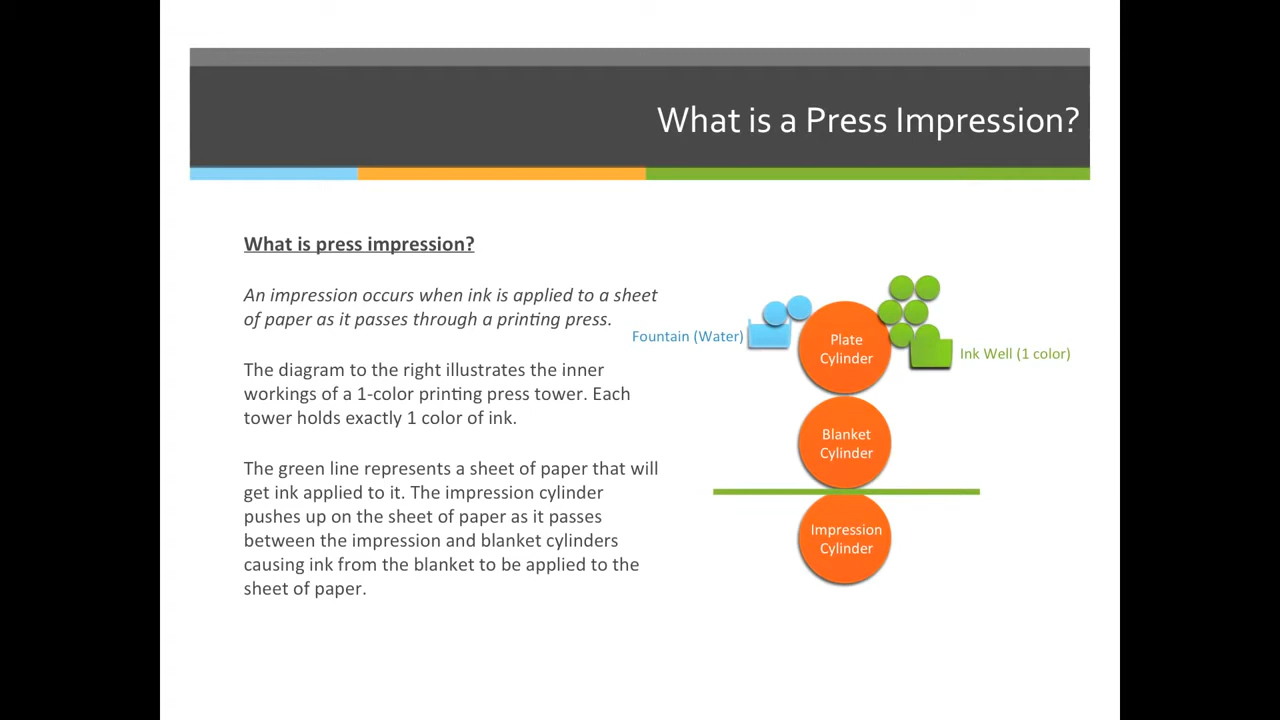 What is a Press Impression?
What is press impression?
An impression occurs when ink is applied to a sheet
of paper as it passes through a printing press.
The diagram to the right illustrates the inner
workings of a 1-color printing press tower. Each
tower holds exactly 1 color of ink.
The green line represents a sheet of paper that will
get ink applied to it. The impression cylinder
pushes up on the sheet of paper as it passes
between the impression and blanket cylinders
causing ink from the blanket to be applied to the
sheet of paper.
Fountain (Water)
Plate
Cylinder
Ink Well (1 color)
Blanket
Cylinder
Impression
Cylinder